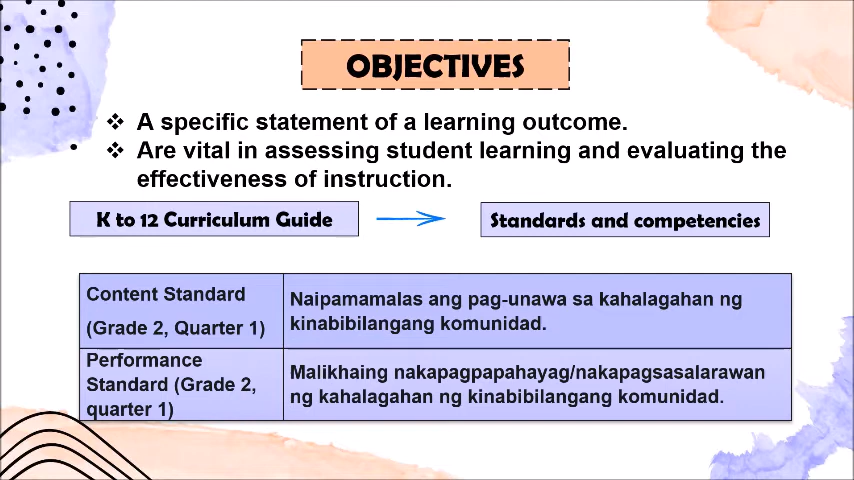 OBJECTIVES
❖ A specific statement of a learning outcome.
❖ Are vital in assessing student learning and evaluating the
effectiveness of instruction.
K to 12 Curriculum Guide
Standards and competencies
Content Standard
(Grade 2, Quarter 1)
Naipamamalas ang pag-unawa sa kahalagahan ng
kinabibilangang komunidad.
Performance
Standard (Grade 2,
quarter 1)
Malikhaing nakapagpapahayag/nakapagsasalarawan
ng kahalagahan ng kinabibilangang komunidad.